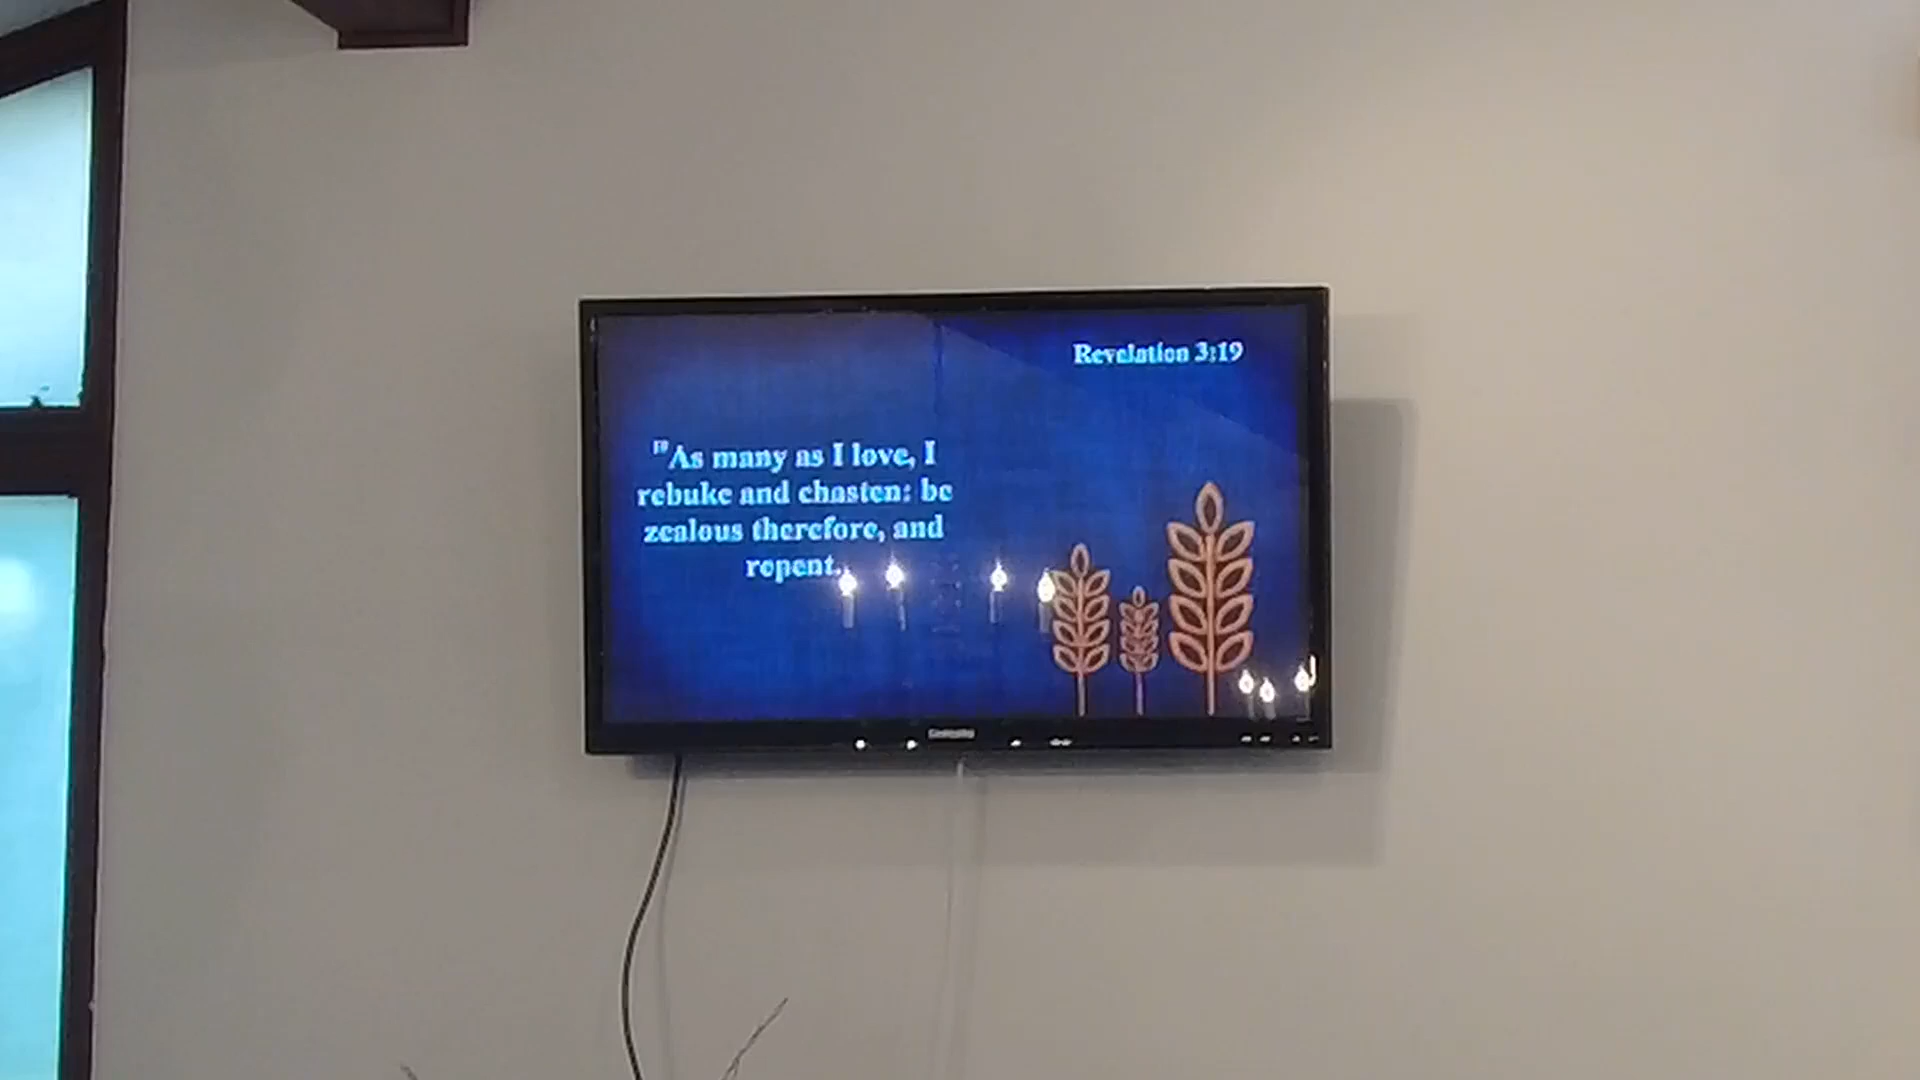 Revelation 3:19
19As many as I love, I
rebuke and chasten: be
zealous therefore, and
repent.